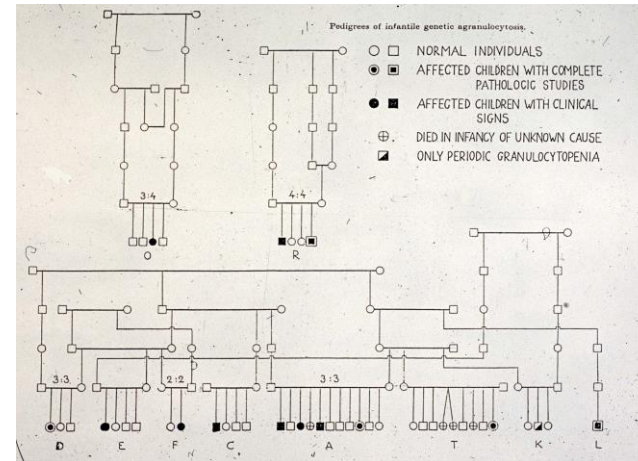 Pedigrees of infantile genetic agranulocytosis.
NORMAL INDIVIDUALS
AFFECTED CHILDREN WITH COMPLETE
PATHOLOGIC STUDIES
AFFECTED CHILDREN WITH CLINICAL
SIGNS
DIED IN INFANCY OF UNKNOWN CAUSE
ONLY PERIODIC GRANULOCYTOPENIA
3:4 4:4
O R
3:3 2:2 3:3
D E F C A T K L